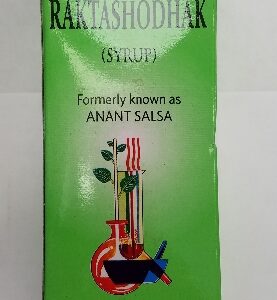 RAKTASHODHAK
(SYRUP)
Formerly known as
ANANT SALSA